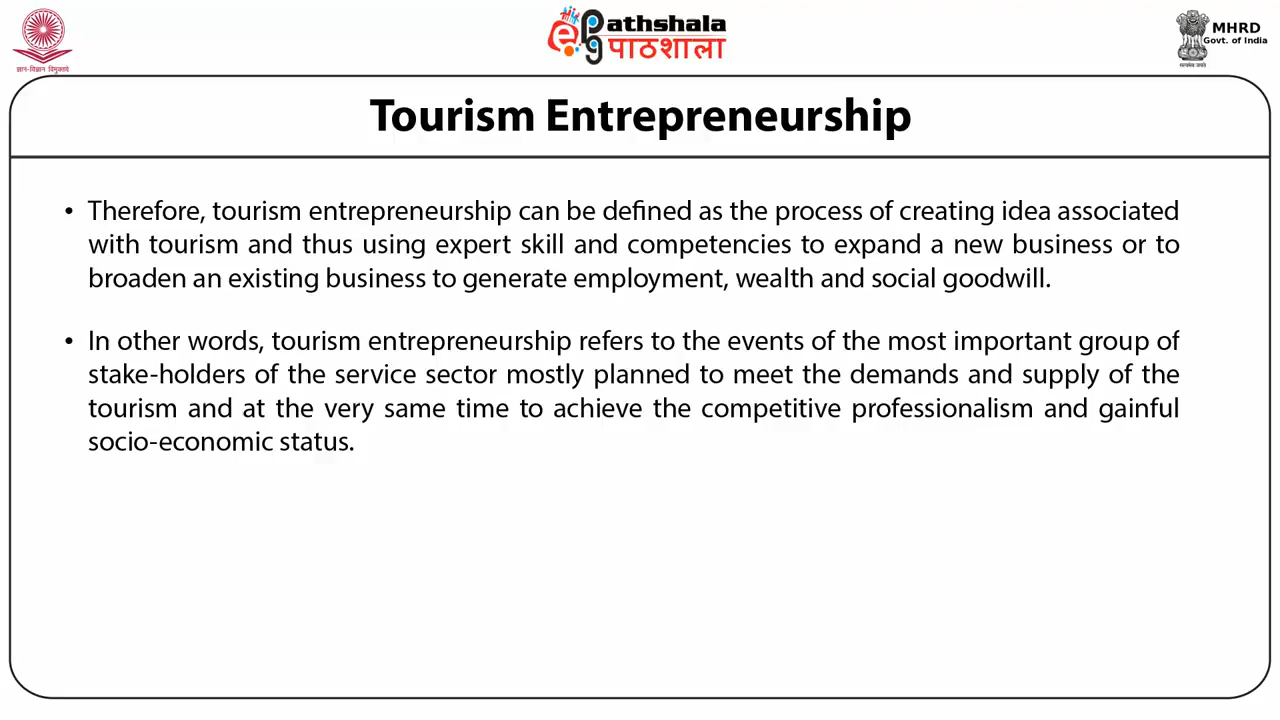 ज्ञान-विज्ञान विमुक्तये
ePG Pathshala
पाठशाला
MHRD
Govt. of India
सत्यमेव जयते
Tourism Entrepreneurship
• Therefore, tourism entrepreneurship can be defined as the process of creating idea associated
with tourism and thus using expert skill and competencies to expand a new business or to
broaden an existing business to generate employment, wealth and social goodwill.
• In other words, tourism entrepreneurship refers to the events of the most important group of
stake-holders of the service sector mostly planned to meet the demands and supply of the
tourism and at the very same time to achieve the competitive professionalism and gainful
socio-economic status.